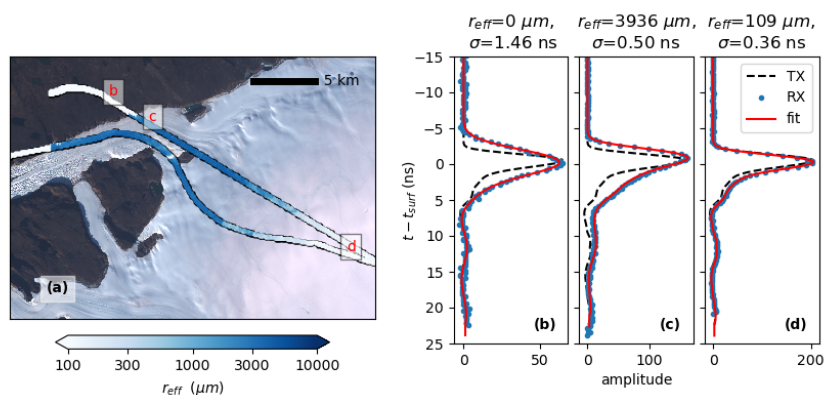 b
c
5 km
d
(a)
100 300 1000 3000 10000
r_eff (μm)
r_eff=0 μm,
σ=1.46 ns
r_eff=3936 μm,
σ=0.50 ns
r_eff=109 μm,
σ=0.36 ns
−15
−10
−5
0
5
10
15
20
25
t − t_surf (ns)
TX
RX
fit
(b)
(c)
(d)
0 50
0 100
0 100 200
amplitude